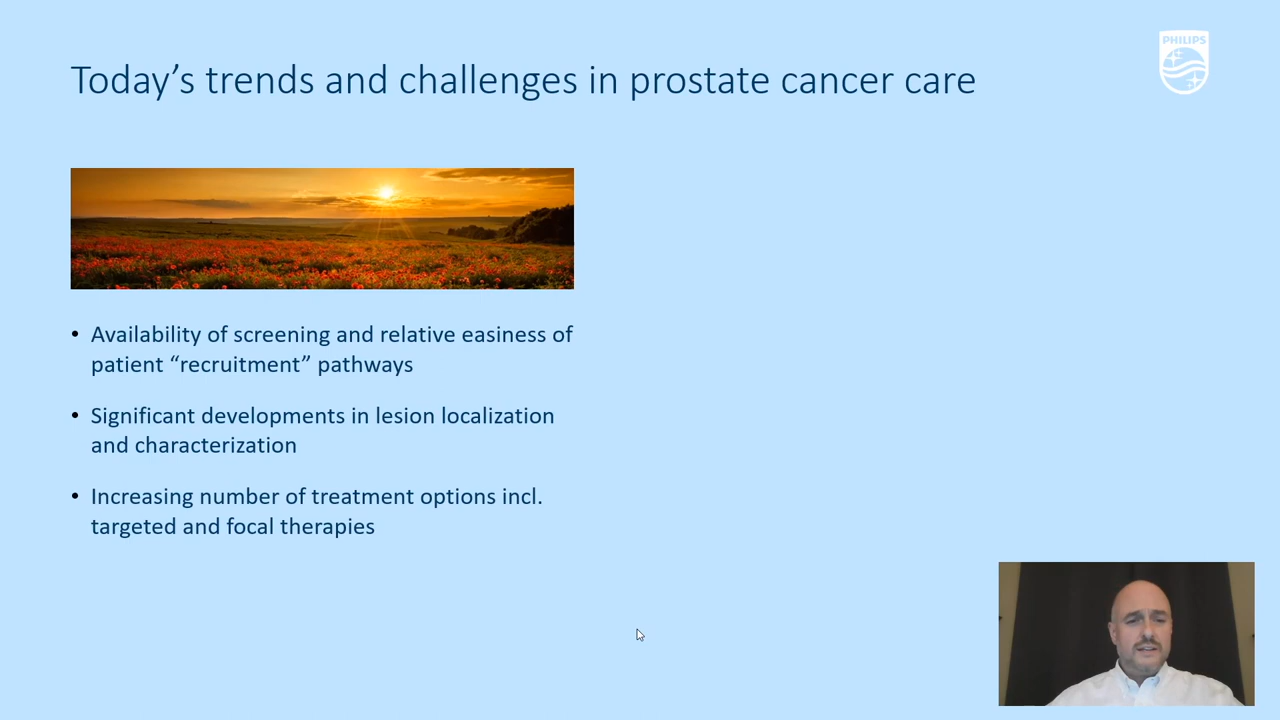 Today’s trends and challenges in prostate cancer care
PHILIPS
• Availability of screening and relative easiness of
patient “recruitment” pathways
• Significant developments in lesion localization
and characterization
• Increasing number of treatment options incl.
targeted and focal therapies